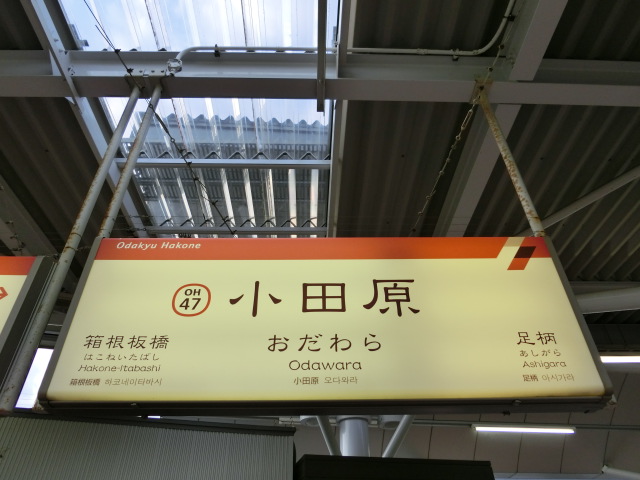 Odakyu Hakone
OH
47
小田原
おだわら
Odawara
小田原 오다와라
箱根板橋
はこねいたばし
Hakone-Itabashi
箱根板橋 하코네이타바시
足柄
あしがら
Ashigara
足柄 아시가라